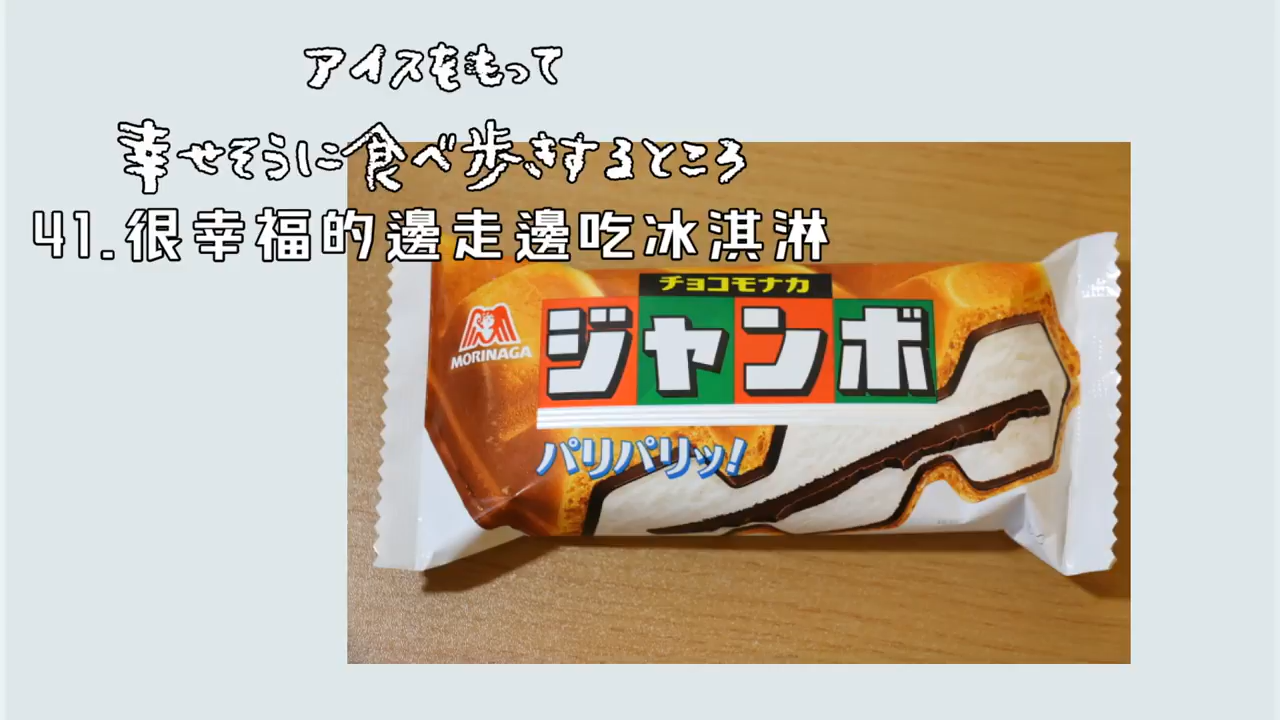 アイスをもって
幸せそうに食べ歩きするところ
41.很幸福的邊走邊吃冰淇淋
チョコモナカ
ジャンボ
MORINAGA
パリパリッ!